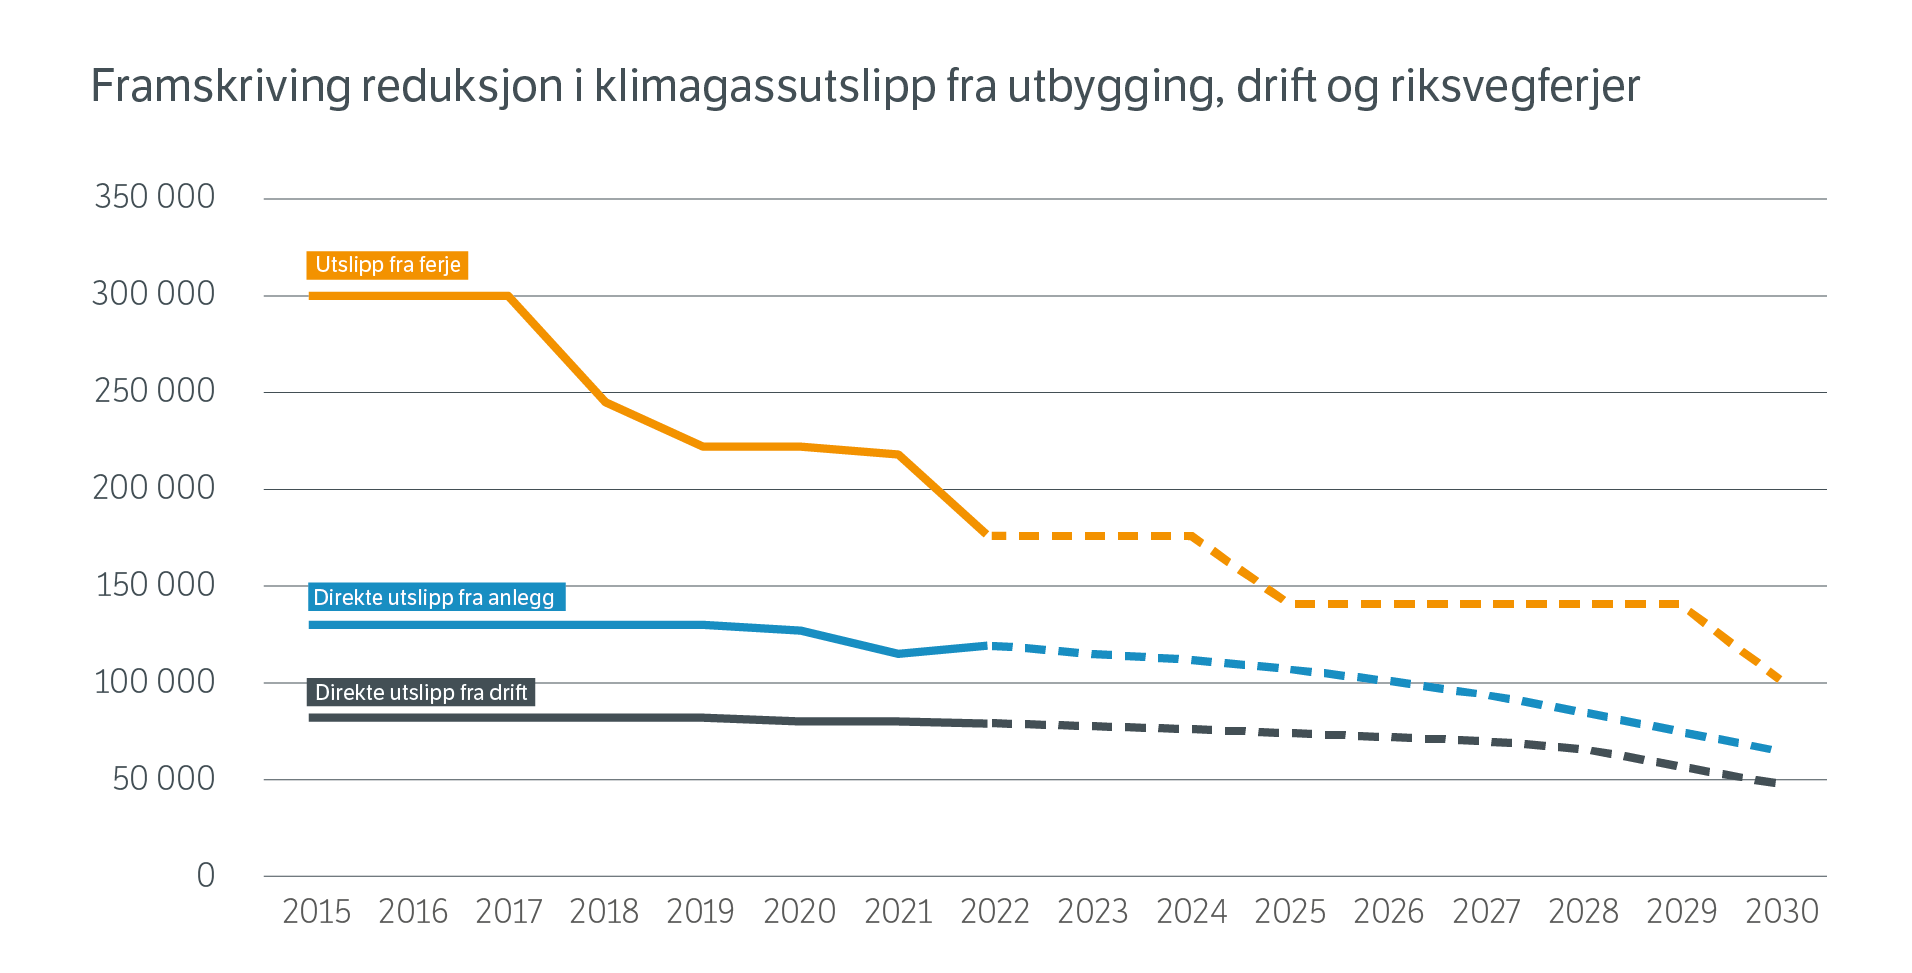 Framskriving reduksjon i klimagassutslipp fra utbygging, drift og riksvegferjer
350 000
Utslipp fra ferje
300 000
250 000
200 000
150 000
Direkte utslipp fra anlegg
100 000
Direkte utslipp fra drift
50 000
0
2015 2016 2017 2018 2019 2020 2021 2022 2023 2024 2025 2026 2027 2028 2029 2030